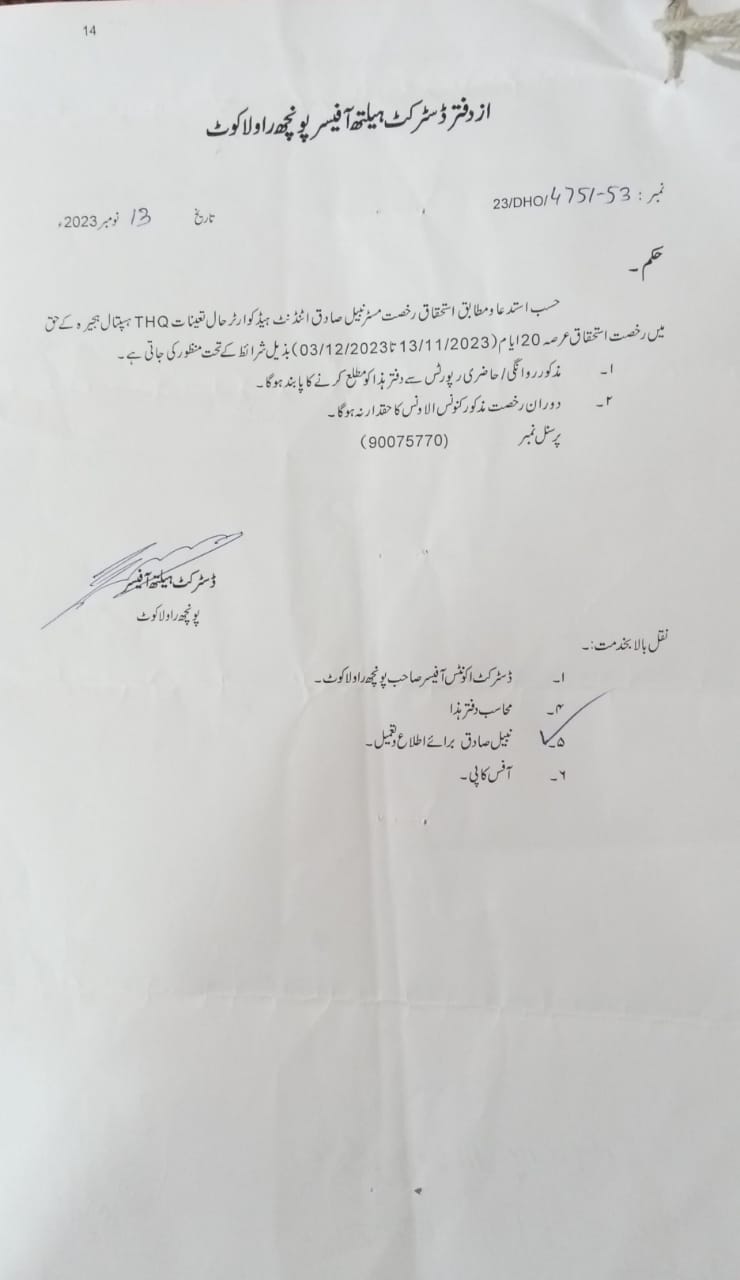 14
از دفتر ڈسٹرکٹ ہیلتھ آفیسر پونچھ راولاکوٹ
نمبر : 4751-53/DHO/23
تاریخ 13 نومبر 2023ء
حکم ۔
حسب استدعا و مطابق استحقاق رخصت مسٹر نبیل صادق اٹنڈنٹ ہیڈ کوارٹر حال تعینات THQ ہسپتال ہجیرہ کے حق
میں رخصت استحقاق عرصہ 20 ایام (13/11/2023 تا 03/12/2023) بذیل شرائط کے تحت منظور کی جاتی ہے۔
۱۔ مذکور روانگی / حاضری رپورٹس سے دفتر ہذا کو مطلع کرنے کا پابند ہوگا۔
۲۔ دوران رخصت مذکور کنونس الاونس کا حقدار نہ ہوگا۔
پرسنل نمبر (90075770)
ڈسٹرکٹ ہیلتھ آفیسر
پونچھ راولاکوٹ
نقل بالا بخدمت:۔
۱۔ ڈسٹرکٹ اکونٹس آفیسر صاحب پونچھ راولاکوٹ۔
۴۔ محاسب دفتر ہذا
۵۔ نبیل صادق برائے اطلاع و تعمیل۔
۶۔ آفس کاپی۔